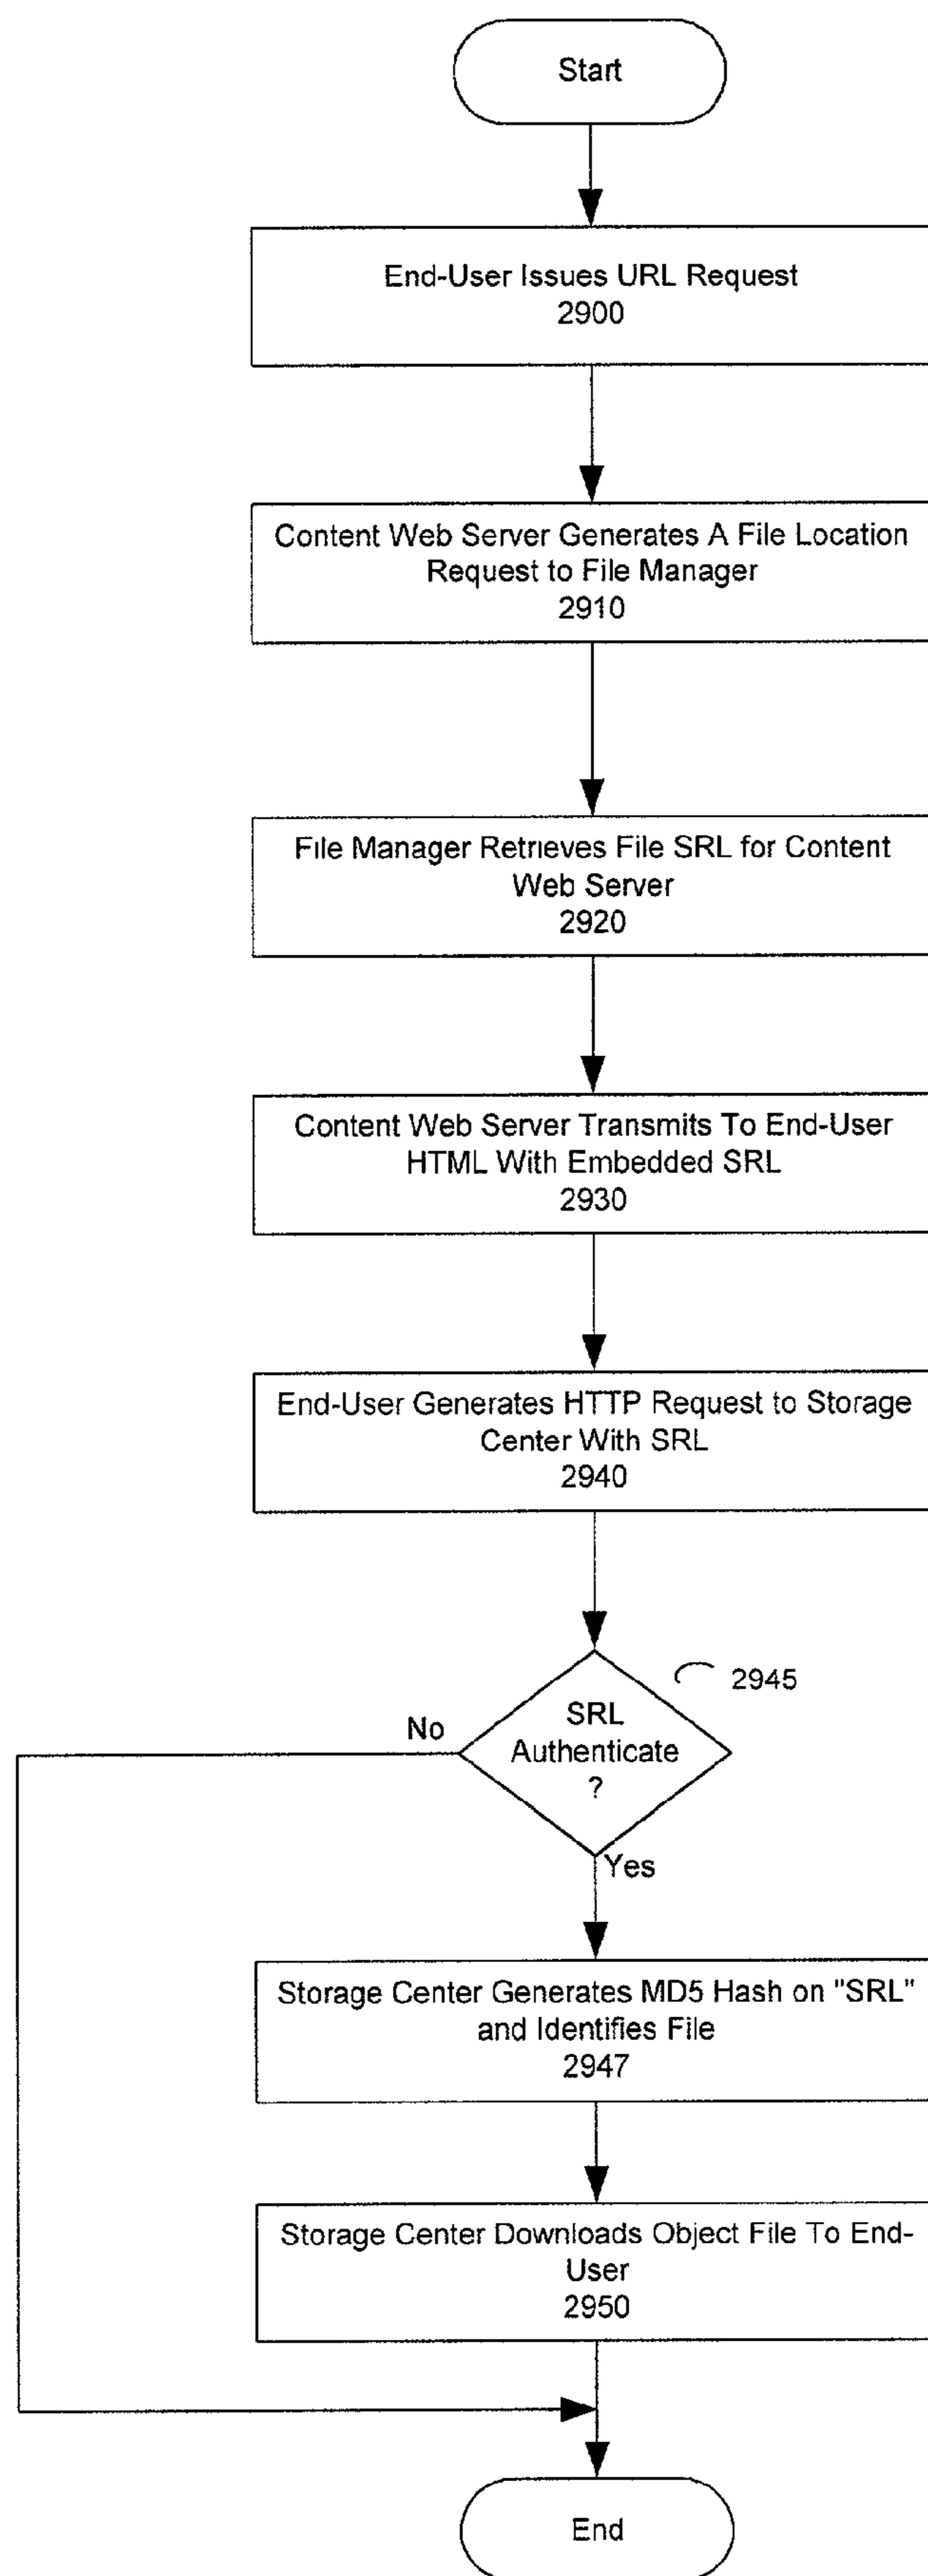 Start
End-User Issues URL Request
2900
Content Web Server Generates A File Location
Request to File Manager
2910
File Manager Retrieves File SRL for Content
Web Server
2920
Content Web Server Transmits To End-User
HTML With Embedded SRL
2930
End-User Generates HTTP Request to Storage
Center With SRL
2940
2945
SRL
Authenticate
?
No
Yes
Storage Center Generates MD5 Hash on "SRL"
and Identifies File
2947
Storage Center Downloads Object File To End-
User
2950
End